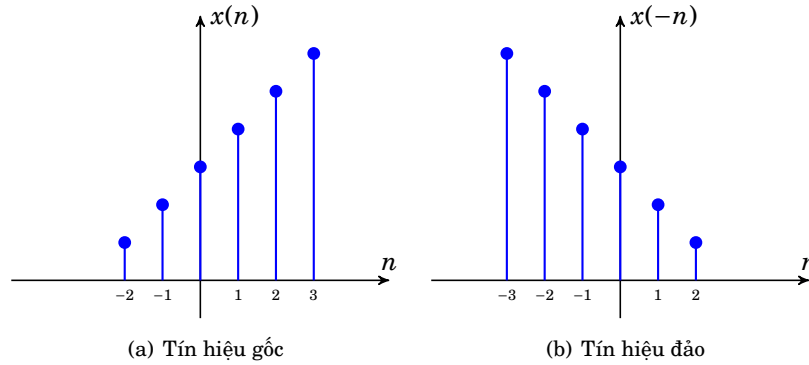 x(n)
n
−2 −1 1 2 3
(a) Tín hiệu gốc
x(−n)
n
−3 −2 −1 1 2
(b) Tín hiệu đảo